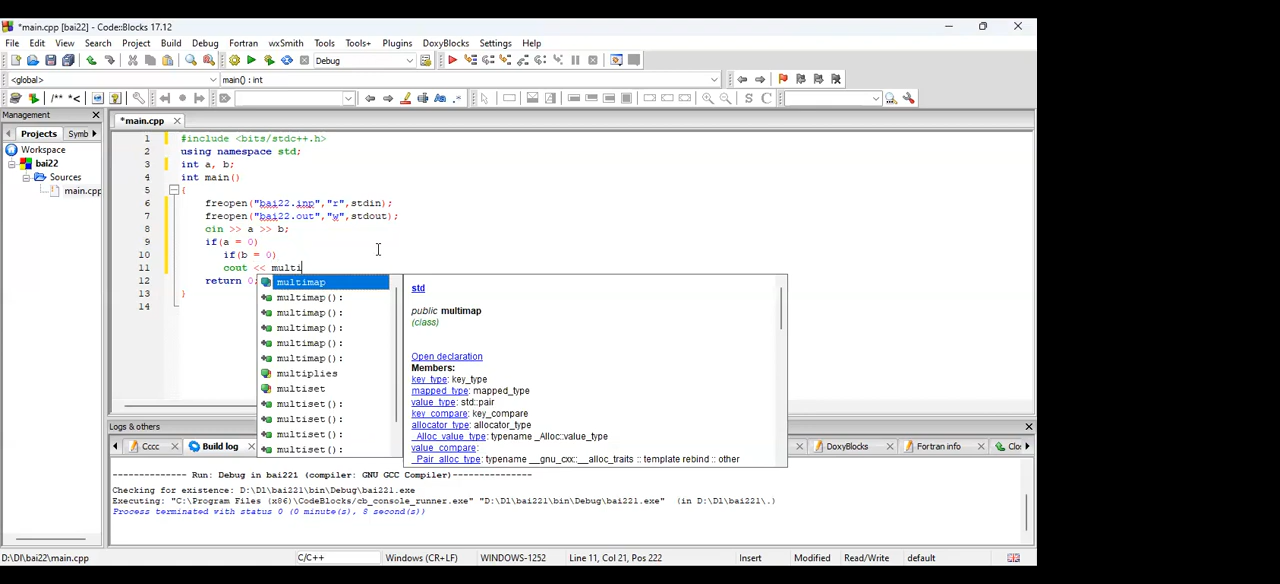 *main.cpp [bai22] - Code::Blocks 17.12
File Edit View Search Project Build Debug Fortran wxSmith Tools Tools+ Plugins DoxyBlocks Settings Help
Debug
<global> main() : int
/** *< S C
Management
Projects Symb
*main.cpp
Workspace
bai22
Sources
main.cpp
1 #include <bits/stdc++.h>
2 using namespace std;
3 int a, b;
4 int main()
5 {
6 freopen("bai22.inp","r",stdin);
7 freopen("bai22.out","w",stdout);
8 cin >> a >> b;
9 if(a = 0)
10 if(b = 0)
11 cout << multi
12 return 0;
13 }
14
multimap
multimap():
multimap():
multimap():
multimap():
multimap():
multiplies
multiset
multiset():
multiset():
multiset():
multiset():
std
public multimap
(class)
Open declaration
Members:
key_type: key_type
mapped_type: mapped_type
value_type: std::pair
key_compare: key_compare
allocator_type: allocator_type
_Alloc_value_type: typename _Alloc::value_type
value_compare:
_Pair_alloc_type: typename __gnu_cxx::__alloc_traits :: template rebind :: other
Logs & others
Cccc Build log DoxyBlocks Fortran info Clo
-------------- Run: Debug in bai221 (compiler: GNU GCC Compiler)---------------
Checking for existence: D:\Dl\bai221\bin\Debug\bai221.exe
Executing: "C:\Program Files (x86)\CodeBlocks/cb_console_runner.exe" "D:\Dl\bai221\bin\Debug\bai221.exe" (in D:\Dl\bai221\.)
Process terminated with status 0 (0 minute(s), 8 second(s))
D:\Dl\bai22\main.cpp C/C++ Windows (CR+LF) WINDOWS-1252 Line 11, Col 21, Pos 222 Insert Modified Read/Write default